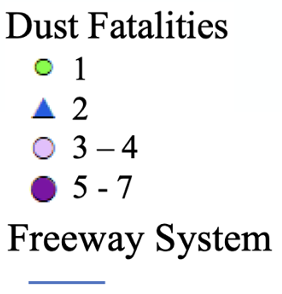 Dust Fatalities
1
2
3 – 4
5 - 7
Freeway System